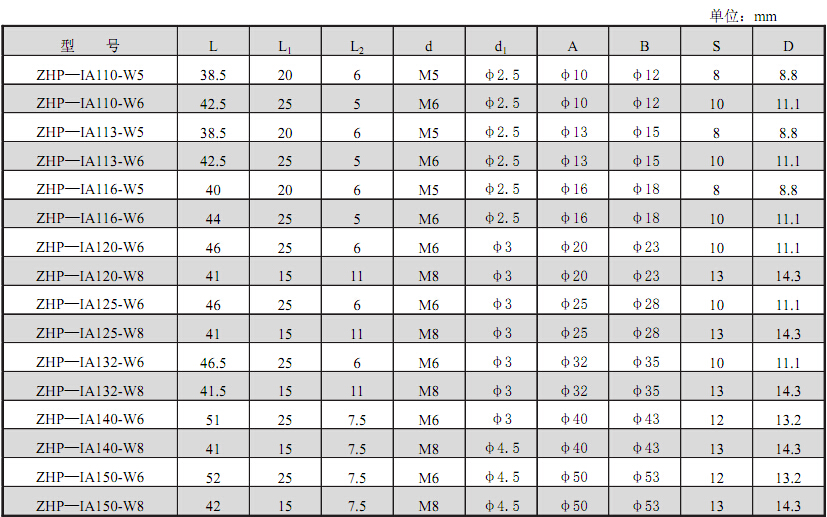 单位：mm
型 号 L L₁ L₂ d d₁ A B S D
ZHP—IA110-W5 38.5 20 6 M5 φ2.5 φ10 φ12 8 8.8
ZHP—IA110-W6 42.5 25 5 M6 φ2.5 φ10 φ12 10 11.1
ZHP—IA113-W5 38.5 20 6 M5 φ2.5 φ13 φ15 8 8.8
ZHP—IA113-W6 42.5 25 5 M6 φ2.5 φ13 φ15 10 11.1
ZHP—IA116-W5 40 20 6 M5 φ2.5 φ16 φ18 8 8.8
ZHP—IA116-W6 44 25 5 M6 φ2.5 φ16 φ18 10 11.1
ZHP—IA120-W6 46 25 6 M6 φ3 φ20 φ23 10 11.1
ZHP—IA120-W8 41 15 11 M8 φ3 φ20 φ23 13 14.3
ZHP—IA125-W6 46 25 6 M6 φ3 φ25 φ28 10 11.1
ZHP—IA125-W8 41 15 11 M8 φ3 φ25 φ28 13 14.3
ZHP—IA132-W6 46.5 25 6 M6 φ3 φ32 φ35 10 11.1
ZHP—IA132-W8 41.5 15 11 M8 φ3 φ32 φ35 13 14.3
ZHP—IA140-W6 51 25 7.5 M6 φ3 φ40 φ43 12 13.2
ZHP—IA140-W8 41 15 7.5 M8 φ4.5 φ40 φ43 13 14.3
ZHP—IA150-W6 52 25 7.5 M6 φ4.5 φ50 φ53 12 13.2
ZHP—IA150-W8 42 15 7.5 M8 φ4.5 φ50 φ53 13 14.3